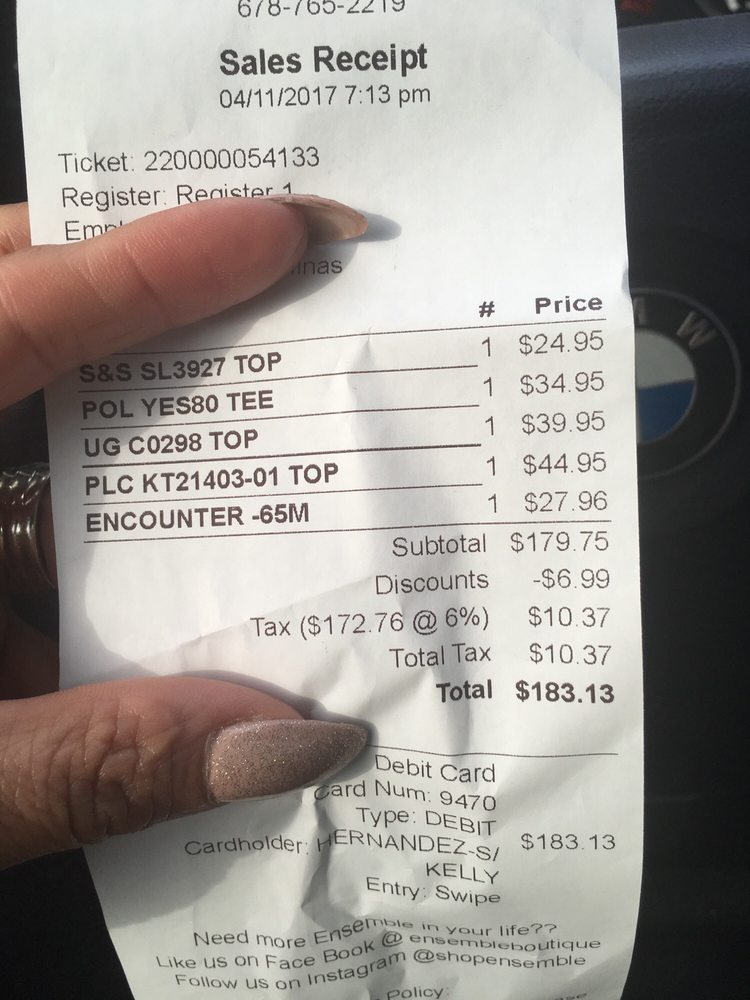 678-765-2219
Sales Receipt
04/11/2017 7:13 pm
Ticket: 220000054133
Register: Register 1
# Price
S&S SL3927 TOP 1 $24.95
POL YES80 TEE 1 $34.95
UG C0298 TOP 1 $39.95
PLC KT21403-01 TOP 1 $44.95
ENCOUNTER -65M 1 $27.96
Subtotal $179.75
Discounts -$6.99
Tax ($172.76 @ 6%) $10.37
Total Tax $10.37
Total $183.13
Debit Card
Card Num: 9470
Type: DEBIT
Cardholder: HERNANDEZ-S/ $183.13
KELLY
Entry: Swipe
Need more Ensemble in your life??
Like us on Face Book @ ensembleboutique
Follow us on Instagram @shopensemble
Policy:
W